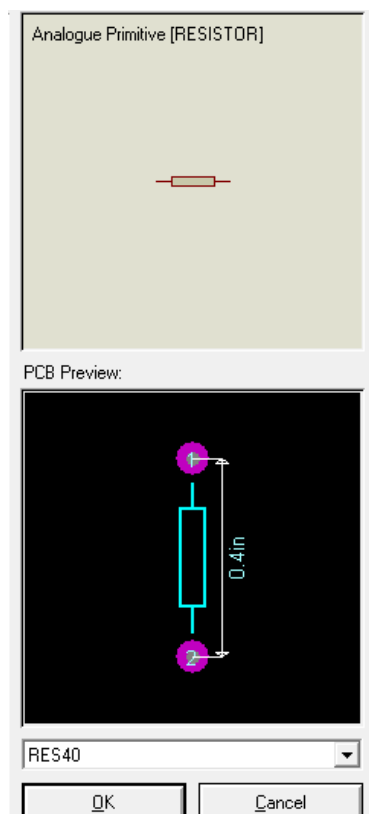 Analogue Primitive [RESISTOR]
PCB Preview:
1
0.4in
2
RES40
OK
Cancel